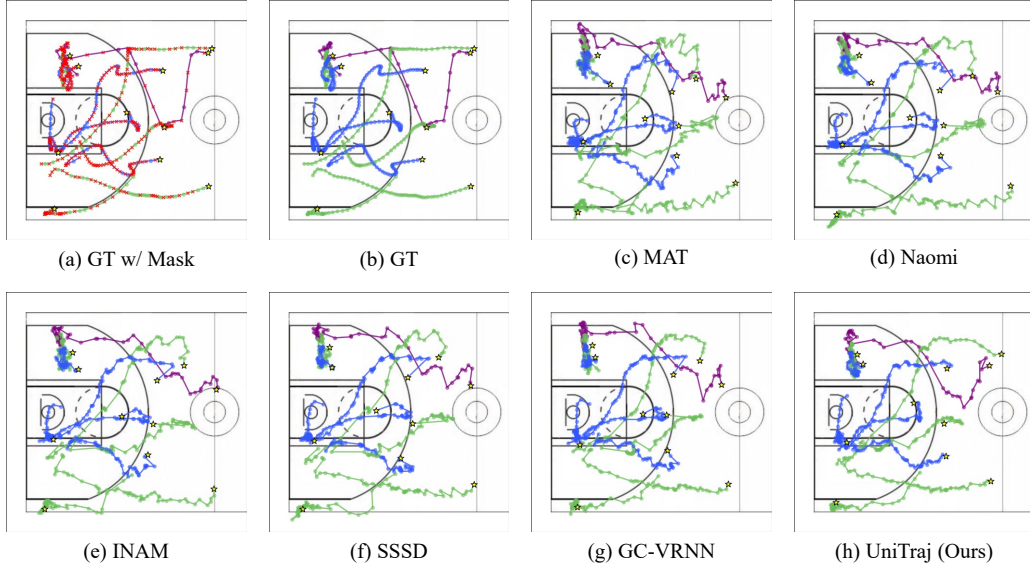 (a) GT w/ Mask
(b) GT
(c) MAT
(d) Naomi
(e) INAM
(f) SSSD
(g) GC-VRNN
(h) UniTraj (Ours)